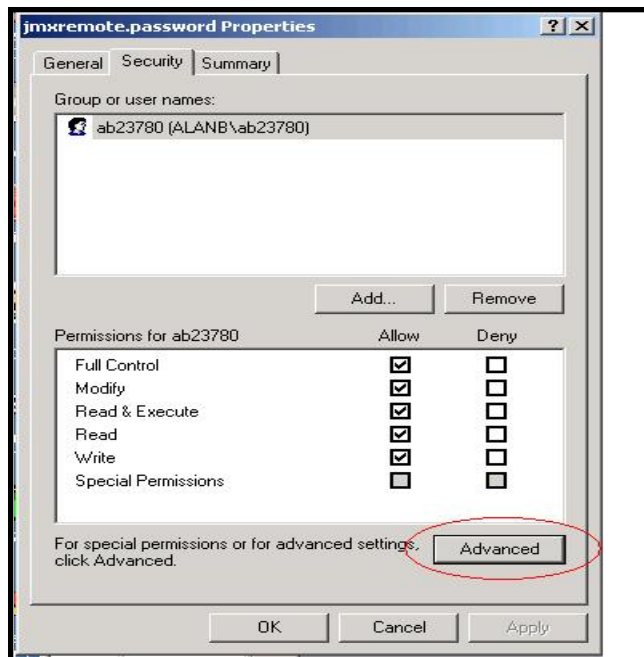 jmxremote.password Properties
General Security Summary
Group or user names:
ab23780 (ALANB\ab23780)
Add... Remove
Permissions for ab23780 Allow Deny
Full Control
Modify
Read & Execute
Read
Write
Special Permissions
For special permissions or for advanced settings,
click Advanced.
Advanced
OK Cancel Apply